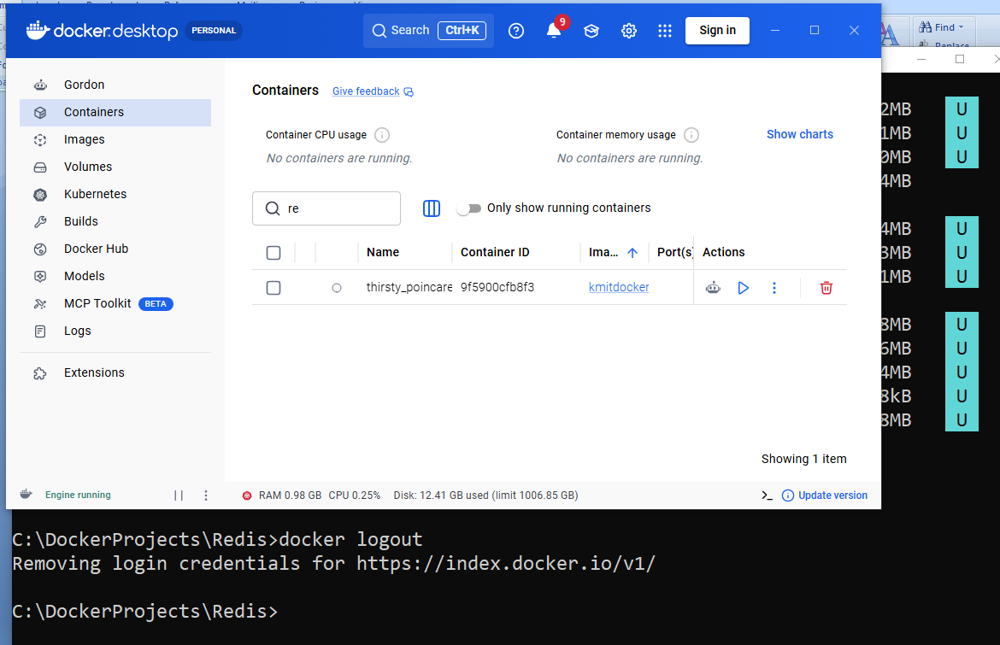 docker.desktop PERSONAL Search Ctrl+K 9 Sign in
Find
Replace
Gordon
Containers
Images
Volumes
Kubernetes
Builds
Docker Hub
Models
MCP Toolkit BETA
Logs
Extensions
Containers Give feedback
Container CPU usage
No containers are running.
Container memory usage
No containers are running.
Show charts
re
Only show running containers
Name Container ID Ima... Port(s) Actions
thirsty_poincare 9f5900cfb8f3 kmitdocker
Showing 1 item
Engine running RAM 0.98 GB CPU 0.25% Disk: 12.41 GB used (limit 1006.85 GB) Update version
2MB U
1MB U
0MB U
4MB
4MB U
3MB U
1MB U
8MB U
6MB U
4MB U
8kB U
8MB U
C:\DockerProjects\Redis>docker logout
Removing login credentials for https://index.docker.io/v1/
C:\DockerProjects\Redis>